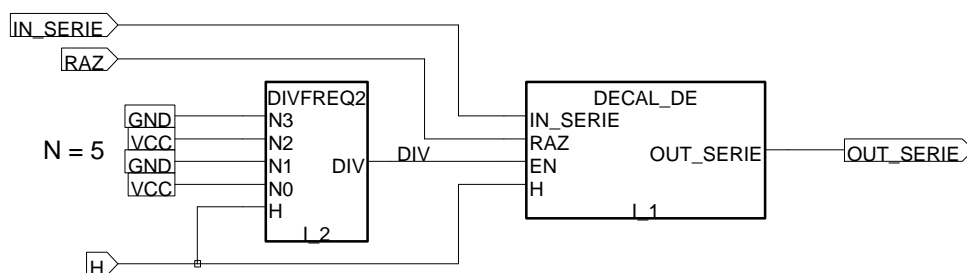 IN_SERIE
RAZ
DIVFREQ2
DECAL_DE
GND
N3
IN_SERIE
VCC
N2
RAZ
N = 5
GND
N1
DIV
DIV
EN
OUT_SERIE
OUT_SERIE
VCC
N0
H
H
I_2
I_1
H